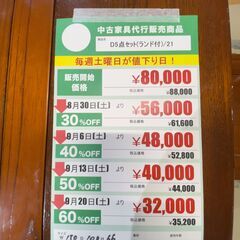 中古家具代行販売商品
D5点セット(ランド付)/21
毎週土曜日が値下り日！
販売開始価格 ¥80,000
税込価格 ¥88,000
8月30日(土)より ¥56,000
30%OFF 税込価格 ¥61,600
9月6日(土)より ¥48,000
40%OFF 税込価格 ¥52,800
9月13日(土)より ¥40,000
50%OFF 税込価格 ¥44,000
9月20日(土)より ¥32,000
60%OFF 税込価格 ¥35,200